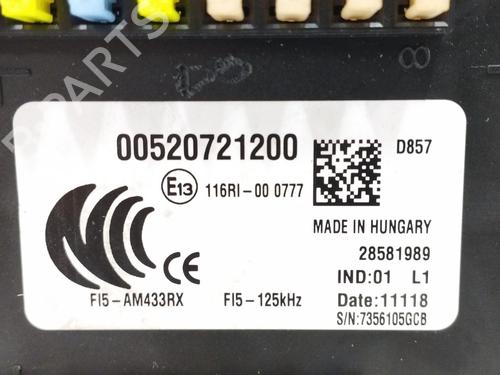 8
00520721200
D857
E13
116RI-00 0777
MADE IN HUNGARY
CE
28581989
IND:01 L1
FI5-AM433RX
FI5-125kHz
Date:11118
S/N:7356105GCB